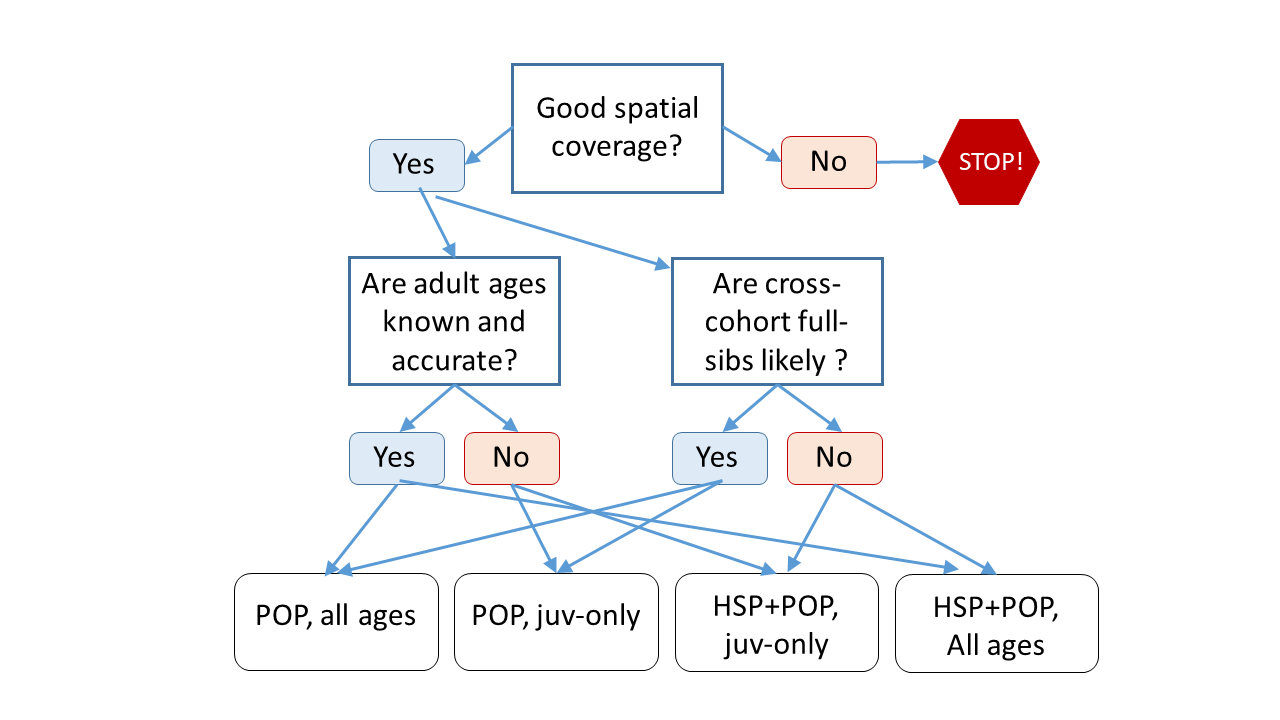 Good spatial
coverage?
Yes
No
STOP!
Are adult ages
known and
accurate?
Are cross-
cohort full-
sibs likely ?
Yes
No
Yes
No
POP, all ages
POP, juv-only
HSP+POP,
juv-only
HSP+POP,
All ages